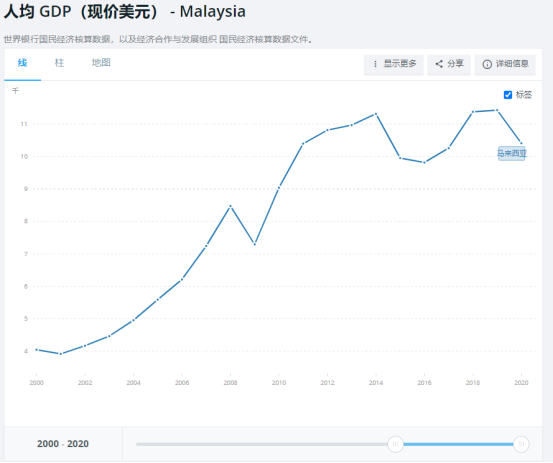 人均 GDP（现价美元） - Malaysia
世界银行国民经济核算数据，以及经济合作与发展组织 国民经济核算数据文件。
线 柱 地图 显示更多 分享 详细信息
千 标签
11
10
马来西亚
9
8
7
6
5
4
2000 2002 2004 2006 2008 2010 2012 2014 2016 2018 2020
2000 - 2020